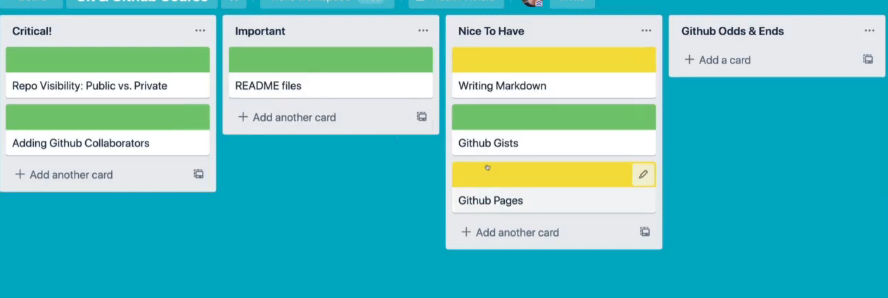 Critical!
Repo Visibility: Public vs. Private
Adding Github Collaborators
+ Add another card
Important
README files
+ Add another card
Nice To Have
Writing Markdown
Github Gists
Github Pages
+ Add another card
Github Odds & Ends
+ Add a card